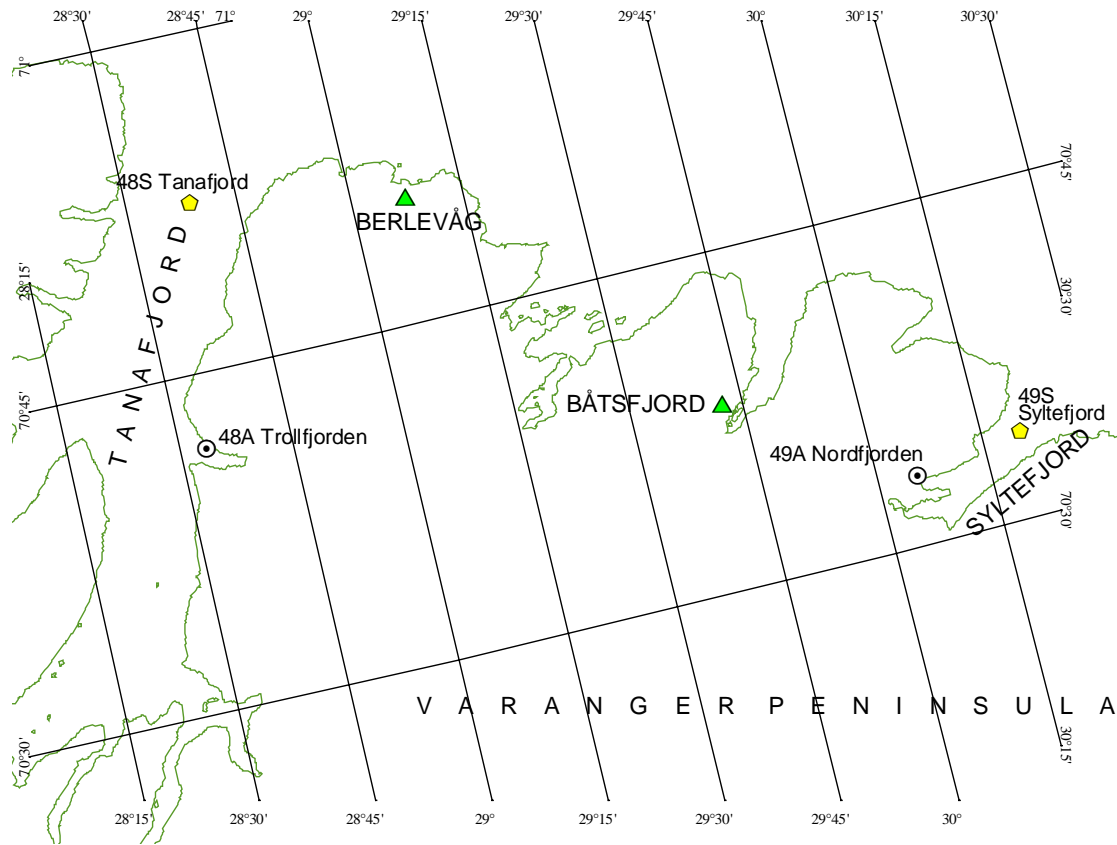 28°30'
28°45'
71°
29°
29°15'
29°30'
29°45'
30°
30°15'
30°30'
71°
70°45'
48S Tanafjord
BERLEVÅG
TANAFJORD
28°15'
30°30'
70°45'
BÅTSFJORD
49S
Syltefjord
48A Trollfjorden
49A Nordfjorden
SYLTEFJORD
70°30'
VARANGER PENINSULA
70°30'
30°15'
28°15'
28°30'
28°45'
29°
29°15'
29°30'
29°45'
30°